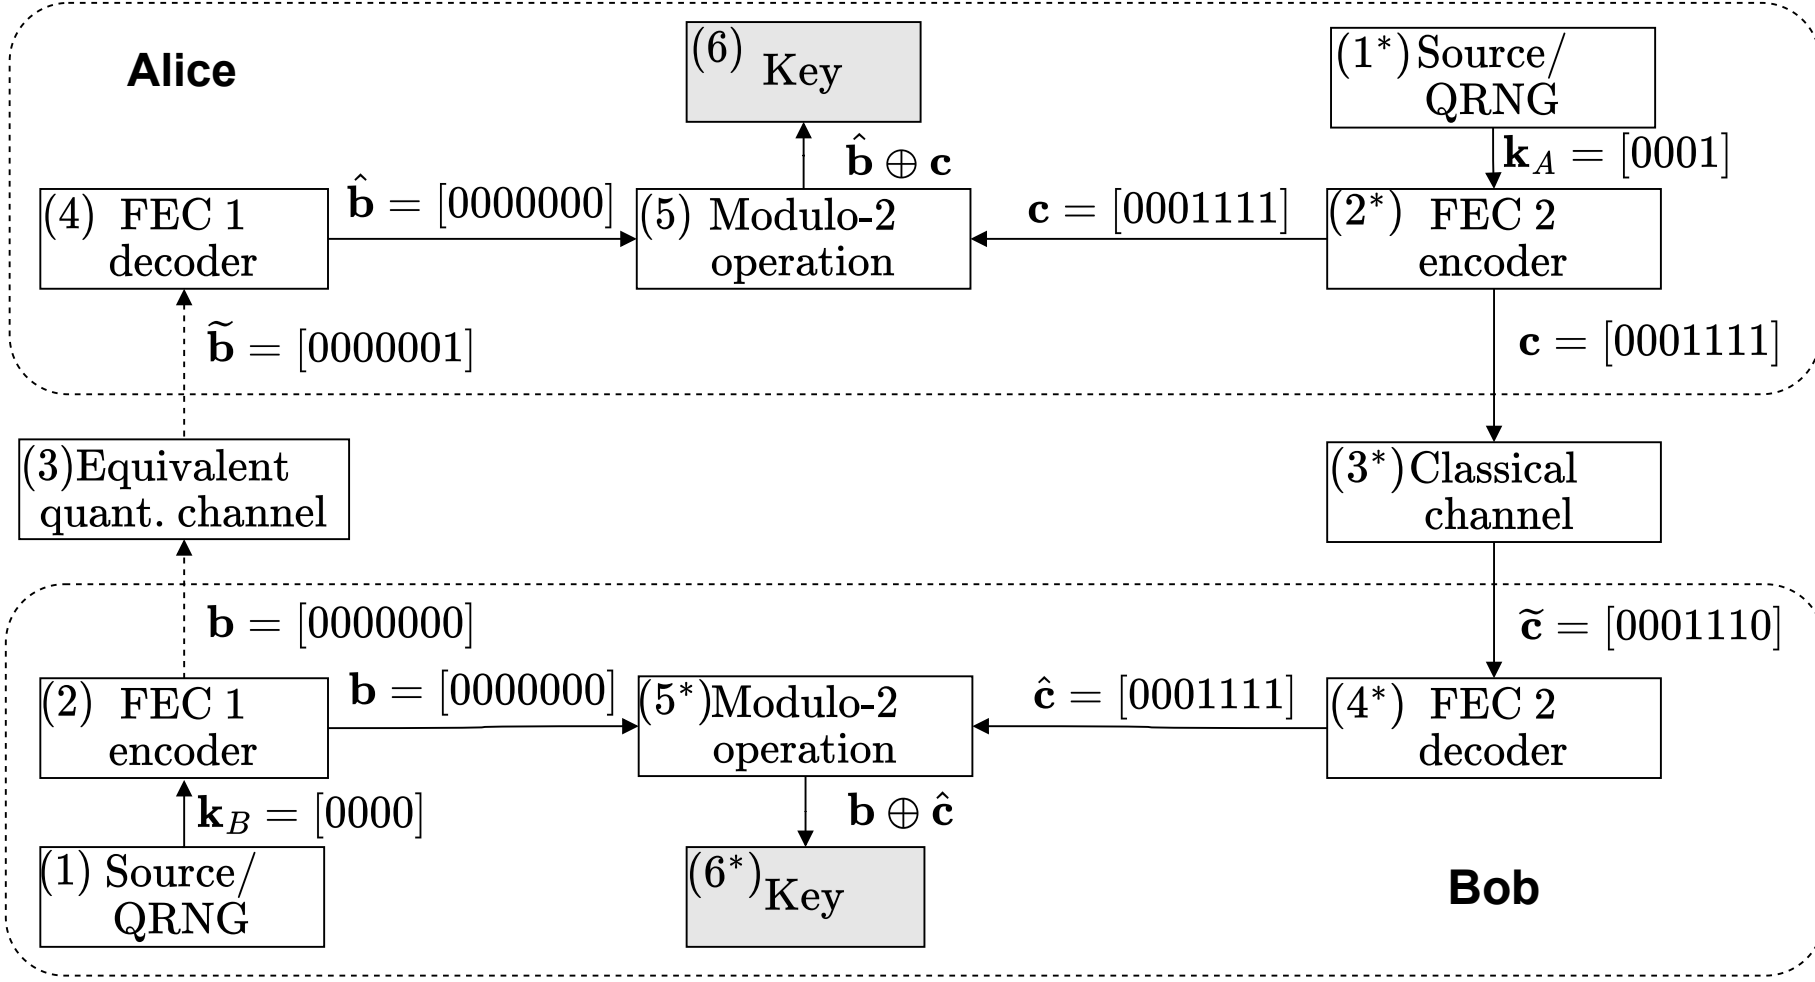 Alice
(6) Key
(1*) Source/
QRNG
k_A = [0001]
b̂ ⊕ c
(4) FEC 1
decoder
b̂ = [0000000]
(5) Modulo-2
operation
c = [0001111]
(2*) FEC 2
encoder
b̃ = [0000001]
c = [0001111]
(3) Equivalent
quant. channel
(3*) Classical
channel
b = [0000000]
c̃ = [0001110]
(2) FEC 1
encoder
b = [0000000]
(5*) Modulo-2
operation
ĉ = [0001111]
(4*) FEC 2
decoder
k_B = [0000]
b ⊕ ĉ
(1) Source/
QRNG
(6*) Key
Bob